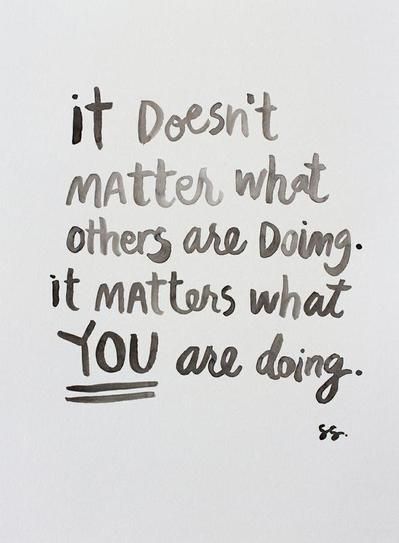 it Doesn't
MAtter what
others are Doing.
it MAtters what
YOU are doing.
SS.